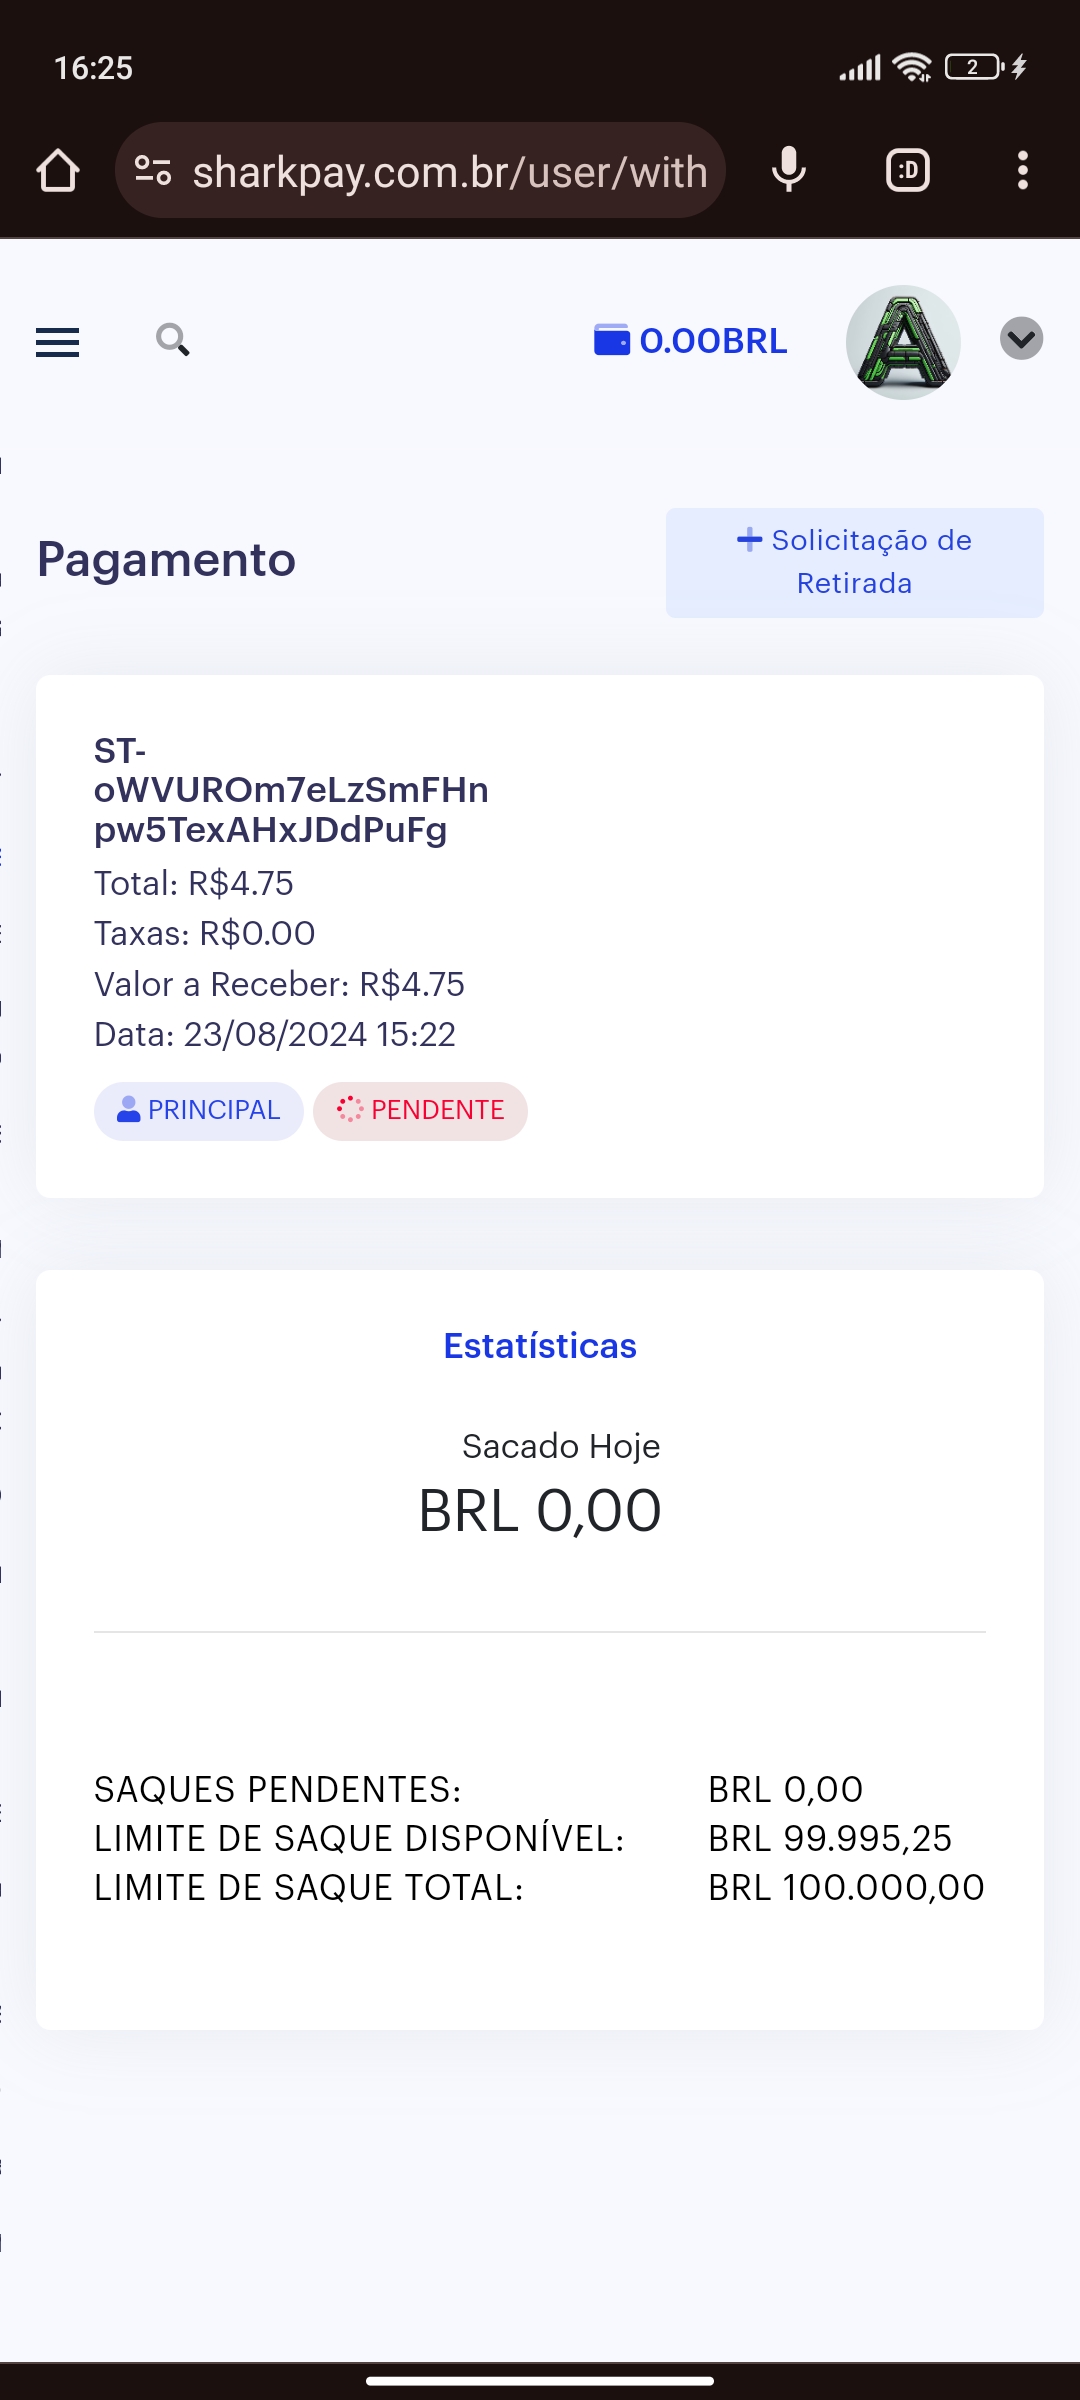 16:25
2
sharkpay.com.br/user/with
:D
0.00BRL
Pagamento
Solicitação de
Retirada
ST-
oWVUROm7eLzSmFHn
pw5TexAHxJDdPuFg
Total: R$4.75
Taxas: R$0.00
Valor a Receber: R$4.75
Data: 23/08/2024 15:22
PRINCIPAL PENDENTE
Estatísticas
Sacado Hoje
BRL 0,00
SAQUES PENDENTES: BRL 0,00
LIMITE DE SAQUE DISPONÍVEL: BRL 99.995,25
LIMITE DE SAQUE TOTAL: BRL 100.000,00